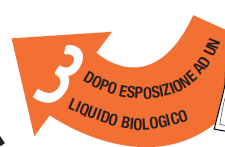 3
DOPO ESPOSIZIONE AD UN
LIQUIDO BIOLOGICO